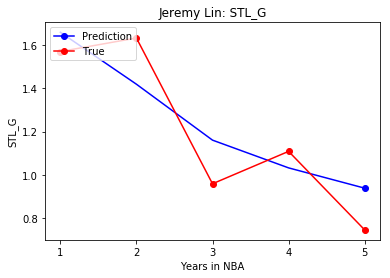 Jeremy Lin: STL_G
Prediction
True
STL_G
1.6
1.4
1.2
1.0
0.8
1 2 3 4 5
Years in NBA